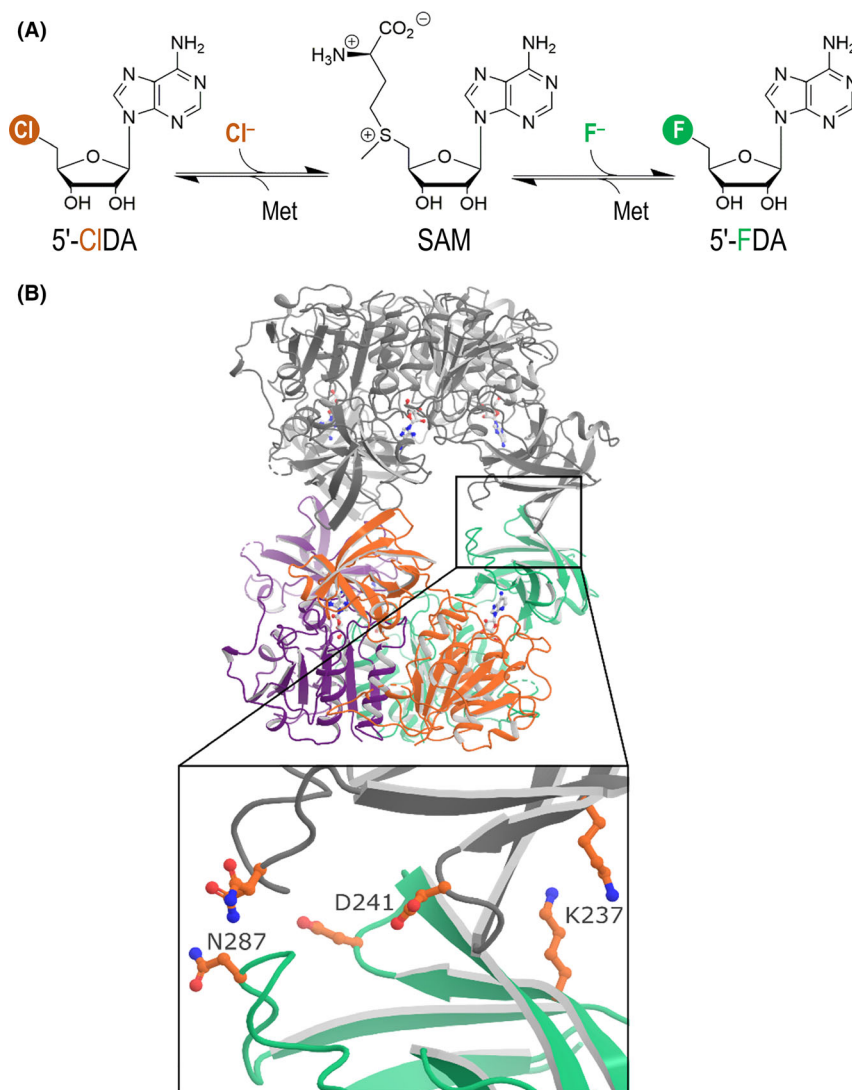 (A)
NH₂
N
N
N
N
Cl
O
OH
OH
5'-ClDA
Cl⁻
Met
CO₂ ⊖
H₃N ⊕
S ⊕
NH₂
N
N
N
N
O
OH
OH
SAM
F⁻
Met
NH₂
N
N
N
N
F
O
OH
OH
5'-FDA
(B)
D241
K237
N287